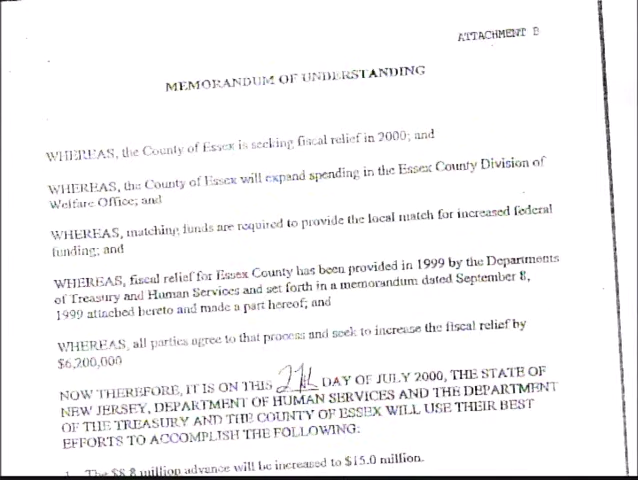 ATTACHMENT B
MEMORANDUM OF UNDERSTANDING
WHEREAS, the County of Essex is seeking fiscal relief in 2000; and
WHEREAS, the County of Essex will expand spending in the Essex County Division of
Welfare Office; and
WHEREAS, matching funds are required to provide the local match for increased federal
funding; and
WHEREAS, fiscal relief for Essex County has been provided in 1999 by the Departments
of Treasury and Human Services and set forth in a memorandum dated September 8,
1999 attached hereto and made a part hereof; and
WHEREAS, all parties agree to that process and seek to increase the fiscal relief by
$6,200,000
NOW THEREFORE, IT IS ON THIS DAY OF JULY 2000, THE STATE OF
NEW JERSEY, DEPARTMENT OF HUMAN SERVICES AND THE DEPARTMENT
OF THE TREASURY AND THE COUNTY OF ESSEX WILL USE THEIR BEST
EFFORTS TO ACCOMPLISH THE FOLLOWING:
1. The $8.8 million advance will be increased to $15.0 million.